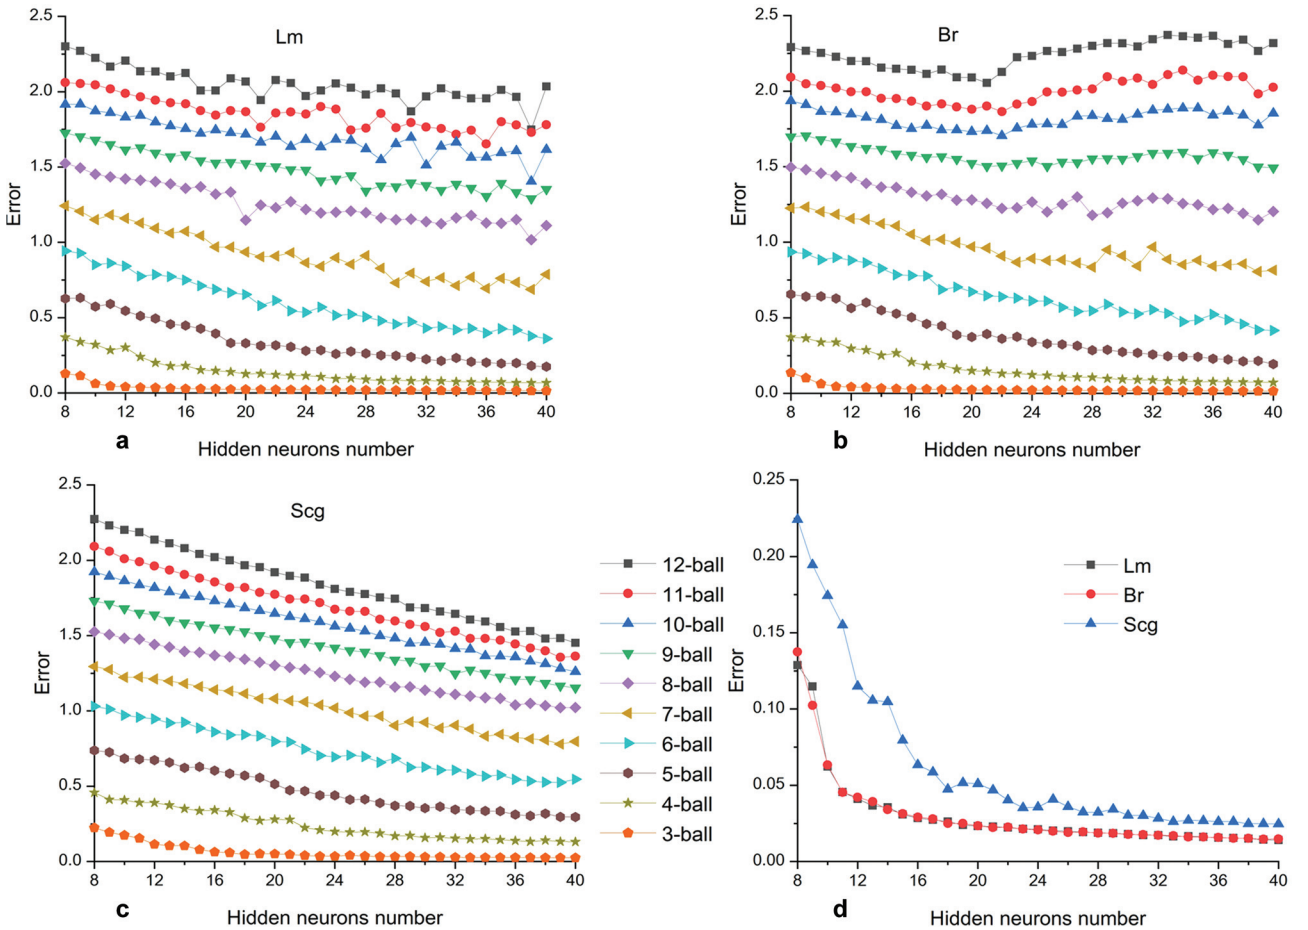 Lm
2.5
2.0
1.5
1.0
0.5
0.0
Error
8 12 16 20 24 28 32 36 40
a
Hidden neurons number
Br
2.5
2.0
1.5
1.0
0.5
0.0
Error
8 12 16 20 24 28 32 36 40
b
Hidden neurons number
Scg
2.5
2.0
1.5
1.0
0.5
0.0
Error
8 12 16 20 24 28 32 36 40
c
Hidden neurons number
12-ball
11-ball
10-ball
9-ball
8-ball
7-ball
6-ball
5-ball
4-ball
3-ball
0.25
0.20
0.15
0.10
0.05
0.00
Error
Lm
Br
Scg
8 12 16 20 24 28 32 36 40
d
Hidden neurons number